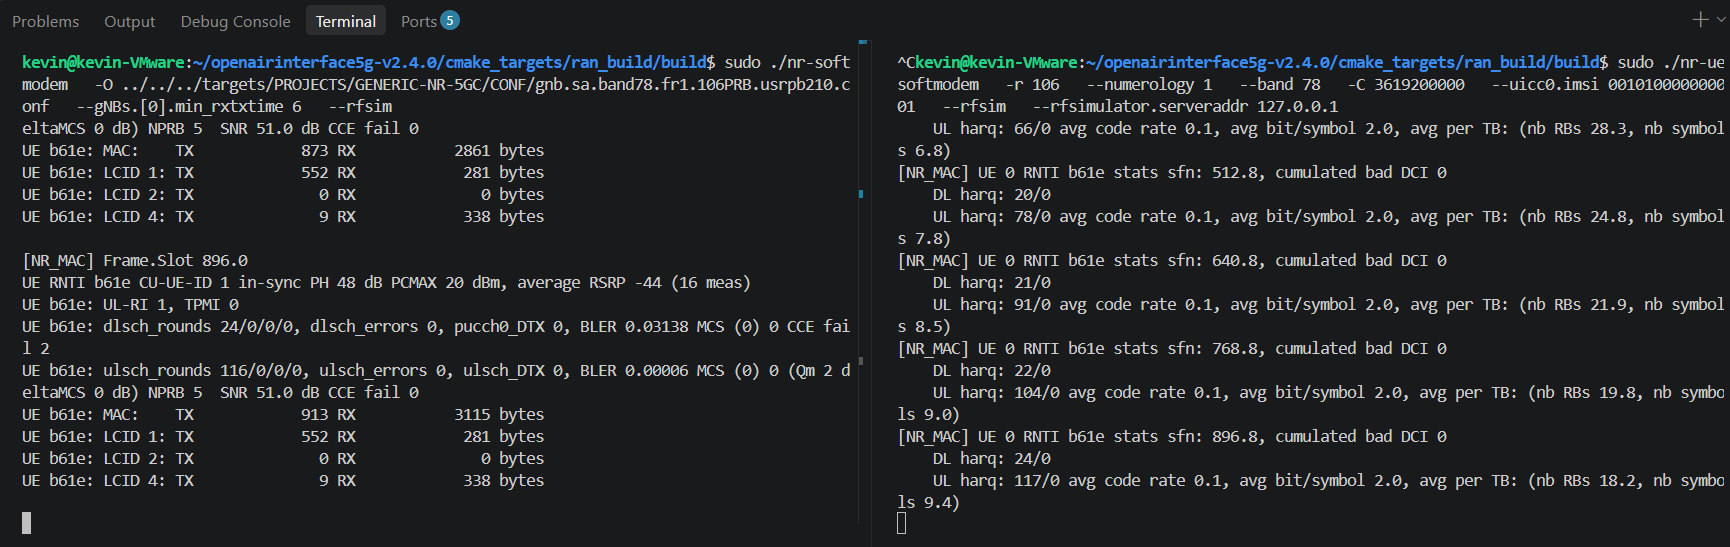 Problems Output Debug Console Terminal Ports 5
kevin@kevin-VMware:~/openairinterface5g-v2.4.0/cmake_targets/ran_build/build$ sudo ./nr-soft
modem -O ../../../targets/PROJECTS/GENERIC-NR-5GC/CONF/gnb.sa.band78.fr1.106PRB.usrpb210.c
onf --gNBs.[0].min_rxtxtime 6 --rfsim
eltaMCS 0 dB) NPRB 5 SNR 51.0 dB CCE fail 0
UE b61e: MAC: TX 873 RX 2861 bytes
UE b61e: LCID 1: TX 552 RX 281 bytes
UE b61e: LCID 2: TX 0 RX 0 bytes
UE b61e: LCID 4: TX 9 RX 338 bytes
[NR_MAC] Frame.Slot 896.0
UE RNTI b61e CU-UE-ID 1 in-sync PH 48 dB PCMAX 20 dBm, average RSRP -44 (16 meas)
UE b61e: UL-RI 1, TPMI 0
UE b61e: dlsch_rounds 24/0/0/0, dlsch_errors 0, pucch0_DTX 0, BLER 0.03138 MCS (0) 0 CCE fai
l 2
UE b61e: ulsch_rounds 116/0/0/0, ulsch_errors 0, ulsch_DTX 0, BLER 0.00006 MCS (0) 0 (Qm 2 d
eltaMCS 0 dB) NPRB 5 SNR 51.0 dB CCE fail 0
UE b61e: MAC: TX 913 RX 3115 bytes
UE b61e: LCID 1: TX 552 RX 281 bytes
UE b61e: LCID 2: TX 0 RX 0 bytes
UE b61e: LCID 4: TX 9 RX 338 bytes
^Ckevin@kevin-VMware:~/openairinterface5g-v2.4.0/cmake_targets/ran_build/build$ sudo ./nr-ue
softmodem -r 106 --numerology 1 --band 78 -C 3619200000 --uicc0.imsi 0010100000000
01 --rfsim --rfsimulator.serveraddr 127.0.0.1
UL harq: 66/0 avg code rate 0.1, avg bit/symbol 2.0, avg per TB: (nb RBs 28.3, nb symbol
s 6.8)
[NR_MAC] UE 0 RNTI b61e stats sfn: 512.8, cumulated bad DCI 0
DL harq: 20/0
UL harq: 78/0 avg code rate 0.1, avg bit/symbol 2.0, avg per TB: (nb RBs 24.8, nb symbol
s 7.8)
[NR_MAC] UE 0 RNTI b61e stats sfn: 640.8, cumulated bad DCI 0
DL harq: 21/0
UL harq: 91/0 avg code rate 0.1, avg bit/symbol 2.0, avg per TB: (nb RBs 21.9, nb symbol
s 8.5)
[NR_MAC] UE 0 RNTI b61e stats sfn: 768.8, cumulated bad DCI 0
DL harq: 22/0
UL harq: 104/0 avg code rate 0.1, avg bit/symbol 2.0, avg per TB: (nb RBs 19.8, nb symbo
ls 9.0)
[NR_MAC] UE 0 RNTI b61e stats sfn: 896.8, cumulated bad DCI 0
DL harq: 24/0
UL harq: 117/0 avg code rate 0.1, avg bit/symbol 2.0, avg per TB: (nb RBs 18.2, nb symbo
ls 9.4)